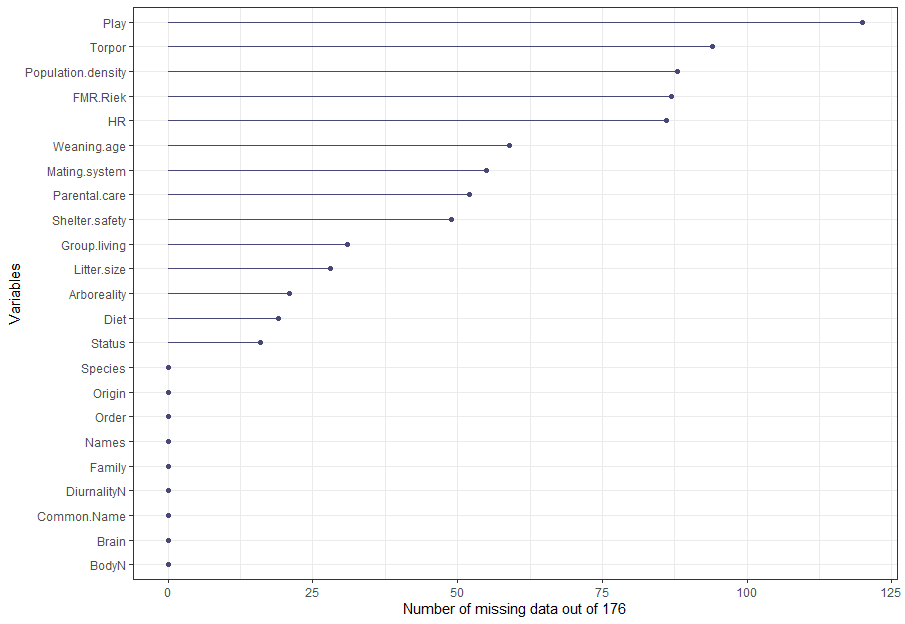 Play
Torpor
Population.density
FMR.Riek
HR
Weaning.age
Mating.system
Parental.care
Shelter.safety
Group.living
Litter.size
Arboreality
Diet
Status
Species
Origin
Order
Names
Family
DiurnalityN
Common.Name
Brain
BodyN
Variables
0 25 50 75 100 125
Number of missing data out of 176